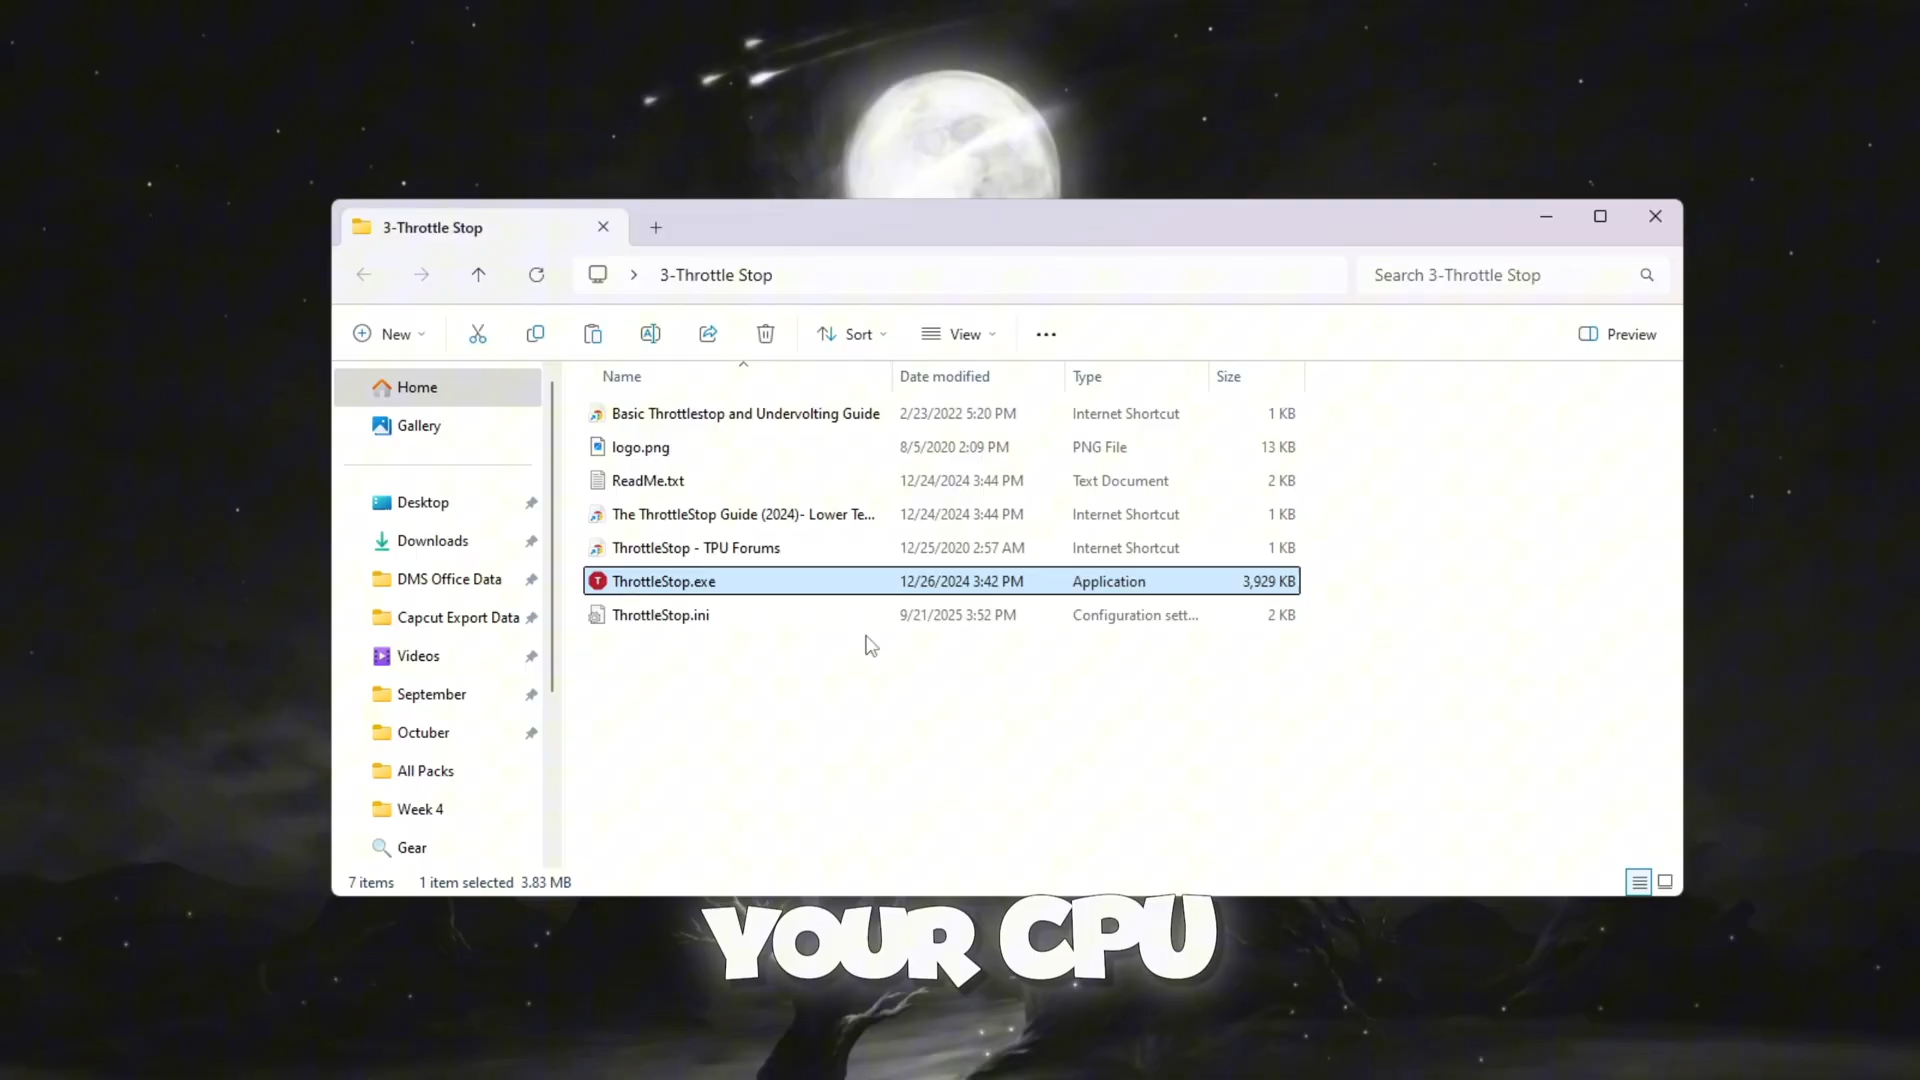 3-Throttle Stop
3-Throttle Stop
Search 3-Throttle Stop
New
Sort
View
Preview
Home
Gallery
Desktop
Downloads
DMS Office Data
Capcut Export Data
Videos
September
Octuber
All Packs
Week 4
Gear
Name Date modified Type Size
Basic Throttlestop and Undervolting Guide 2/23/2022 5:20 PM Internet Shortcut 1 KB
logo.png 8/5/2020 2:09 PM PNG File 13 KB
ReadMe.txt 12/24/2024 3:44 PM Text Document 2 KB
The ThrottleStop Guide (2024)- Lower Te... 12/24/2024 3:44 PM Internet Shortcut 1 KB
ThrottleStop - TPU Forums 12/25/2020 2:57 AM Internet Shortcut 1 KB
ThrottleStop.exe 12/26/2024 3:42 PM Application 3,929 KB
ThrottleStop.ini 9/21/2025 3:52 PM Configuration sett... 2 KB
7 items 1 item selected 3.83 MB
YOUR CPU